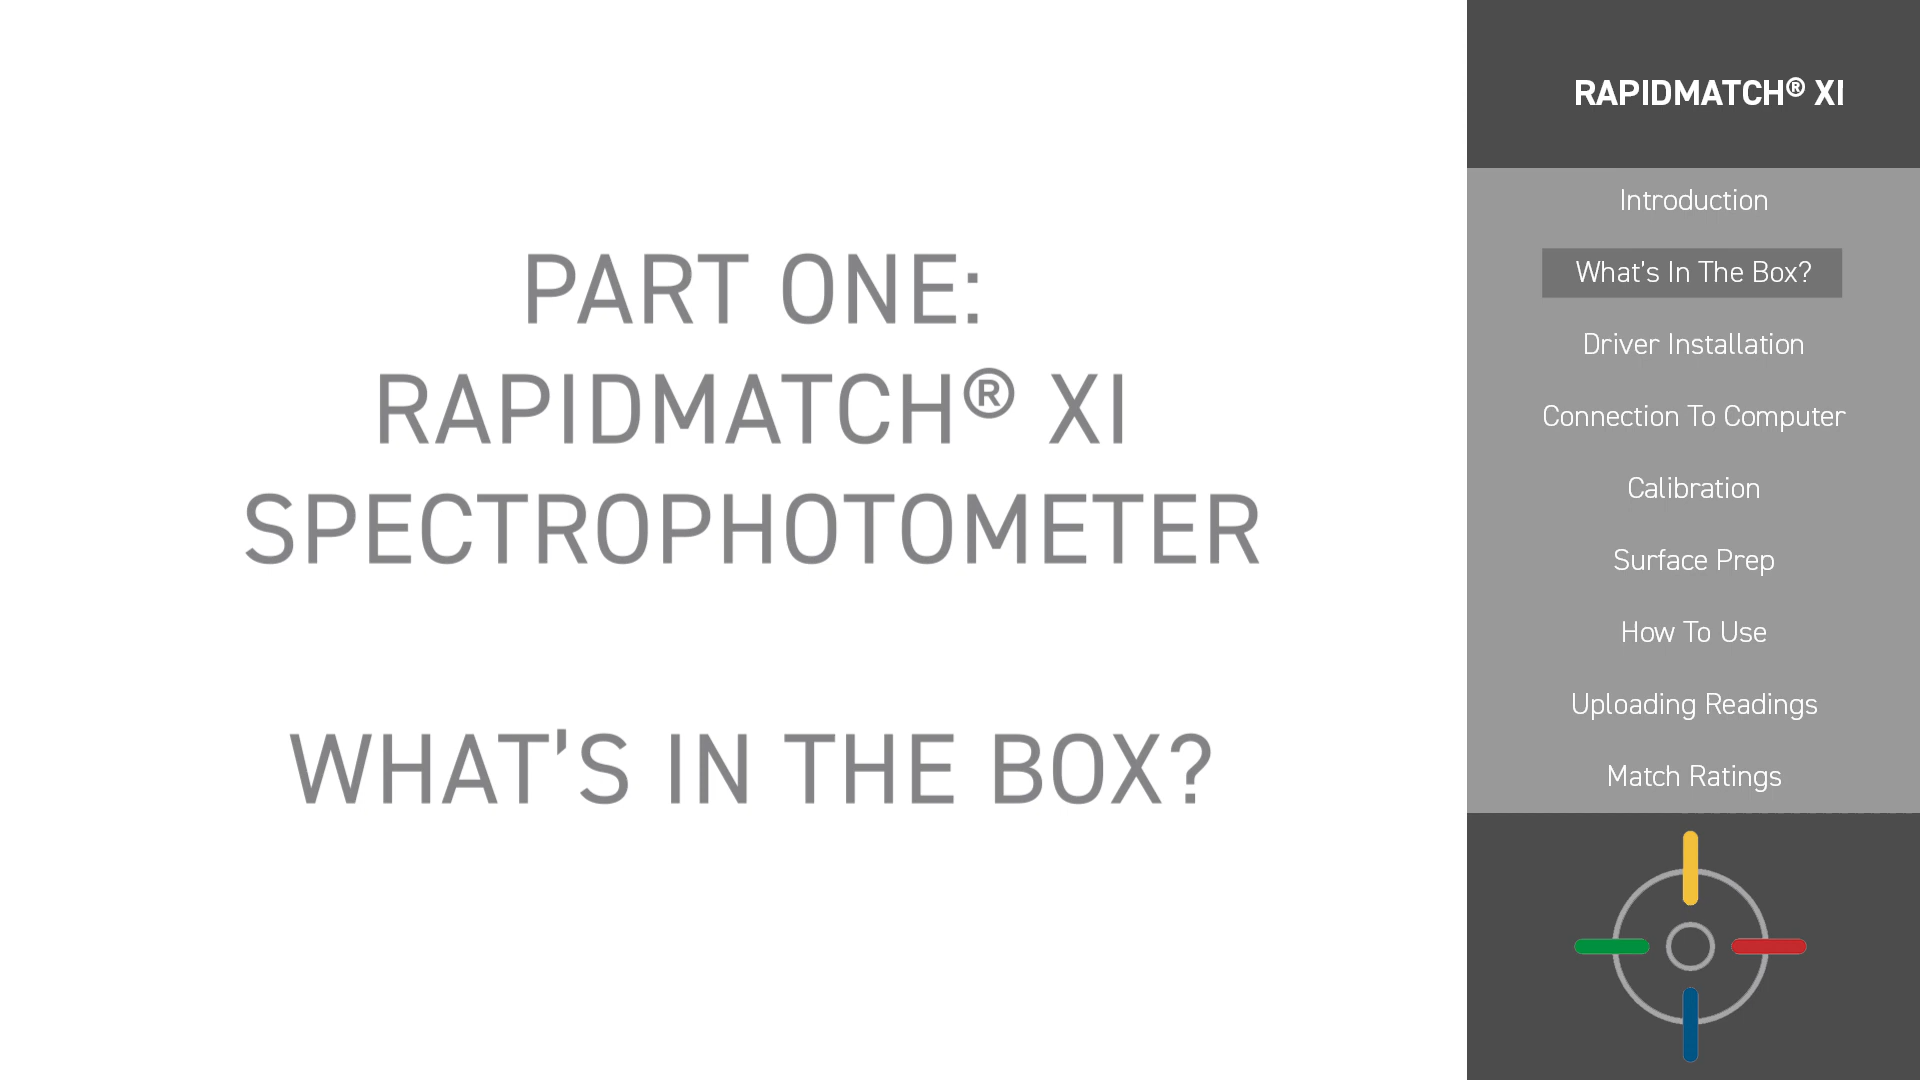 PART ONE:
RAPIDMATCH® XI
SPECTROPHOTOMETER
WHAT'S IN THE BOX?
RAPIDMATCH® XI
Introduction
What's In The Box?
Driver Installation
Connection To Computer
Calibration
Surface Prep
How To Use
Uploading Readings
Match Ratings